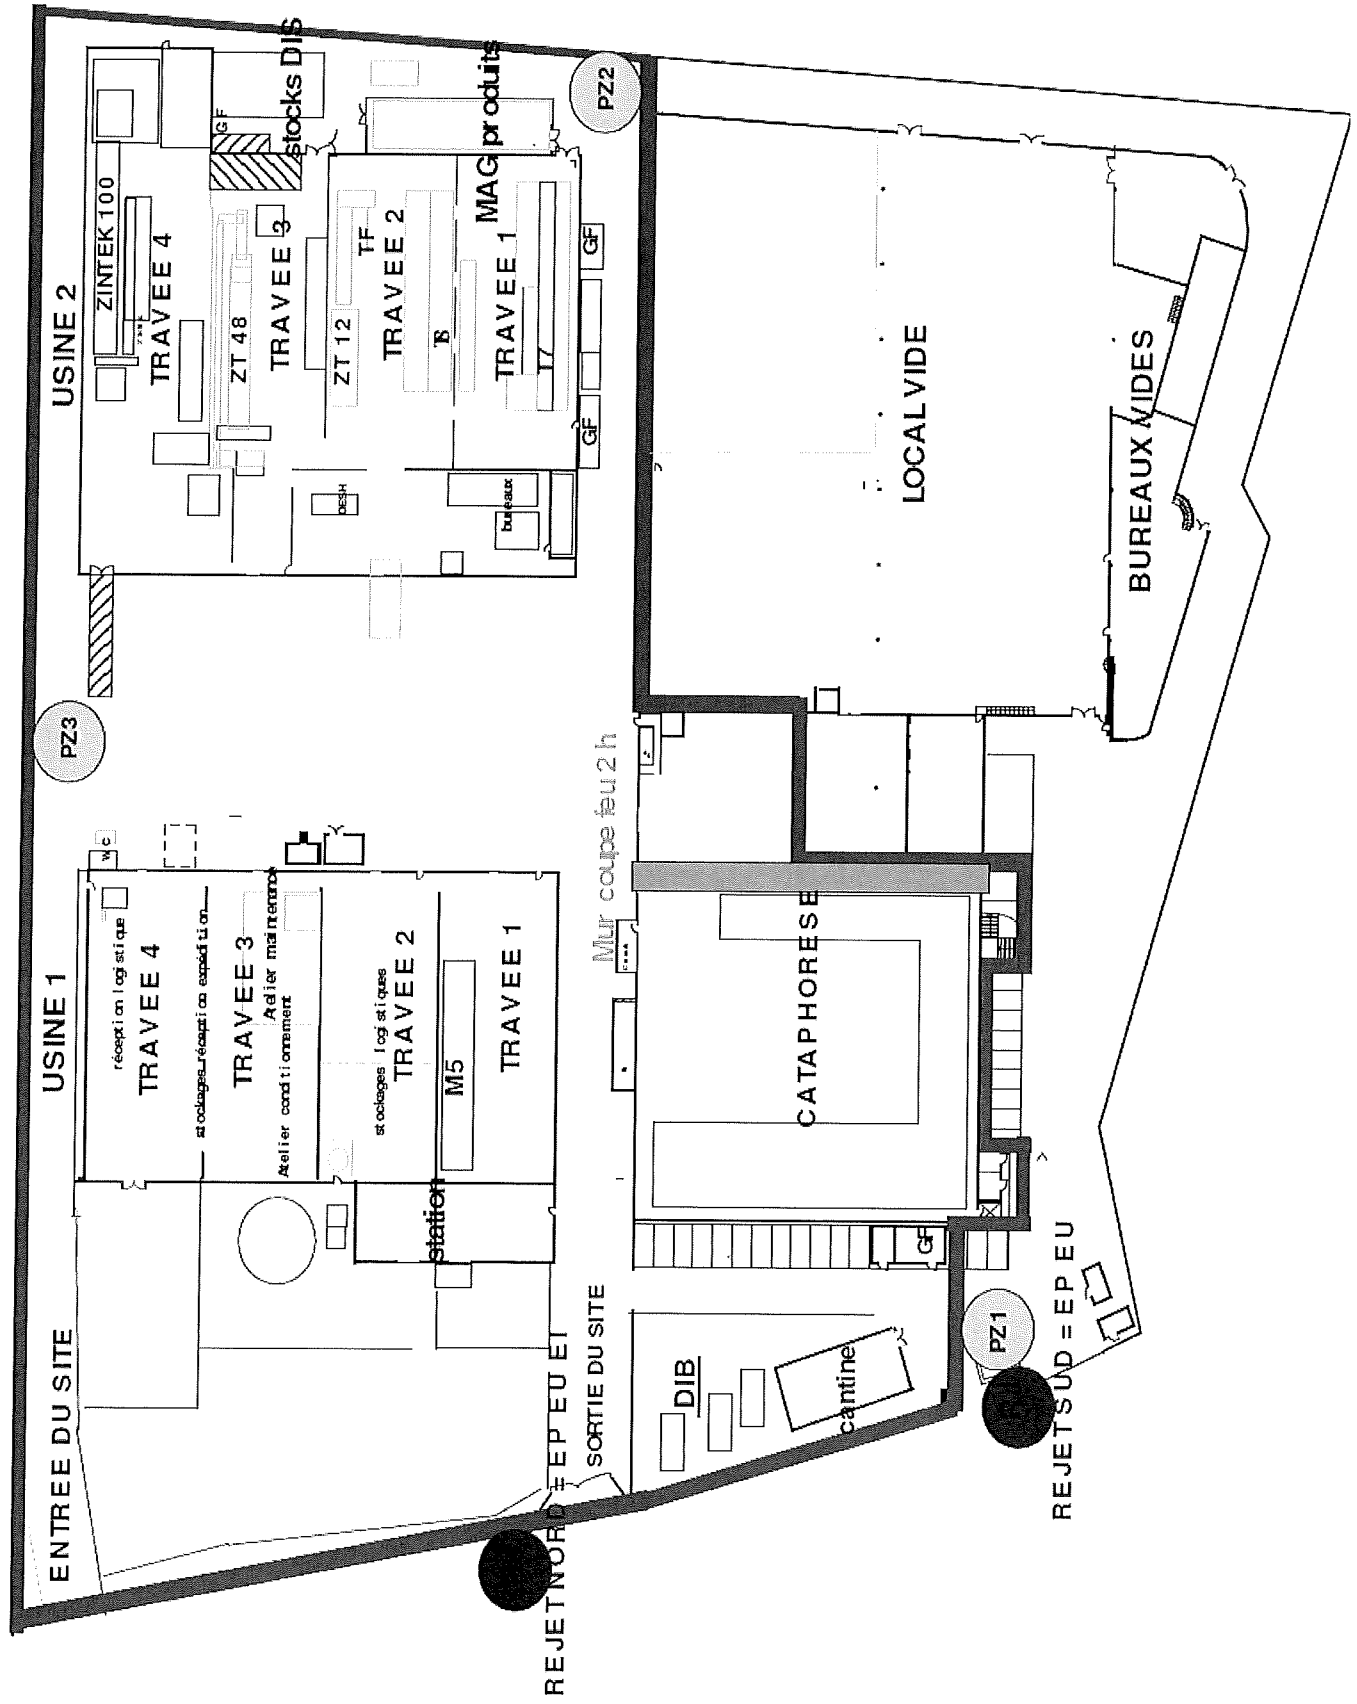 ENTREE DU SITE
USINE 1
USINE 2
PZ3
réception logistique
TRAVEE 4
stockages réception expédition
TRAVEE 3
Atelier maintenance
Atelier conditionnement
stockages logistiques
TRAVEE 2
M5
TRAVEE 1
station
W C
ZINTEK 100
TRAVEE 4
GF
stocks DIS
ZT 48
TRAVEE 3
ZT 12
TF
TRAVEE 2
TS
MAG produits
TRAVEE 1
T7
GF
GF
DESH
bureaux
PZ2
REJET NORD = EP EU EI
SORTIE DU SITE
Mur coupe feu 2 h
DIB
cantine
CATAPHORESE
GF
LOCAL VIDE
BUREAUX VIDES
PZ1
REJET SUD = EP EU